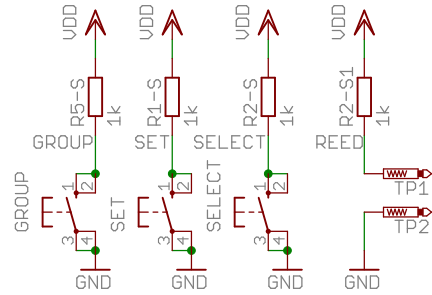 VDD VDD VDD VDD
R5-S 1k R1-S 1k R2-S 1k R2-S1 1k
GROUP SET SELECT REED
GROUP 1 2 SET 1 2 SELECT 1 2 TP1
3 4 3 4 3 4 TP2
GND GND GND GND